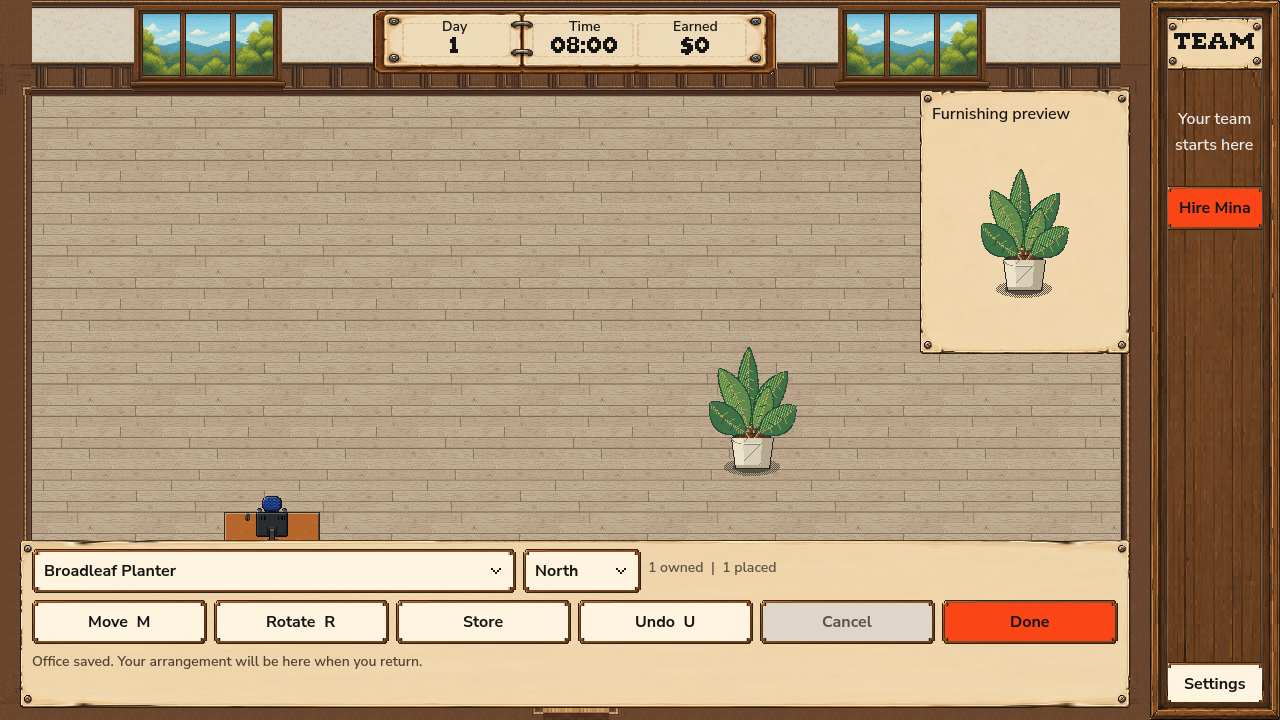 Day
1
Time
08:00
Earned
$0
TEAM
Your team
starts here
Hire Mina
Furnishing preview
Broadleaf Planter
North
1 owned | 1 placed
Move M
Rotate R
Store
Undo U
Cancel
Done
Office saved. Your arrangement will be here when you return.
Settings